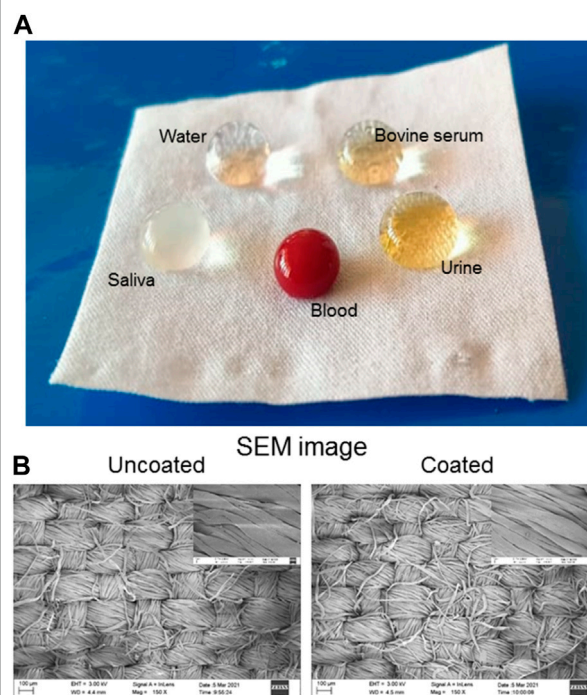 A
Water
Bovine serum
Saliva
Urine
Blood
SEM image
B
Uncoated
Coated
100 µm
EHT = 3.00 kV
Signal A = InLens
Date :5 Mar 2021
WD = 4.4 mm
Mag = 150 X
Time :9:56:24
ZEISS
100 µm
EHT = 3.00 kV
Signal A = InLens
Date :5 Mar 2021
WD = 4.5 mm
Mag = 150 X
Time :10:00:08
ZEISS